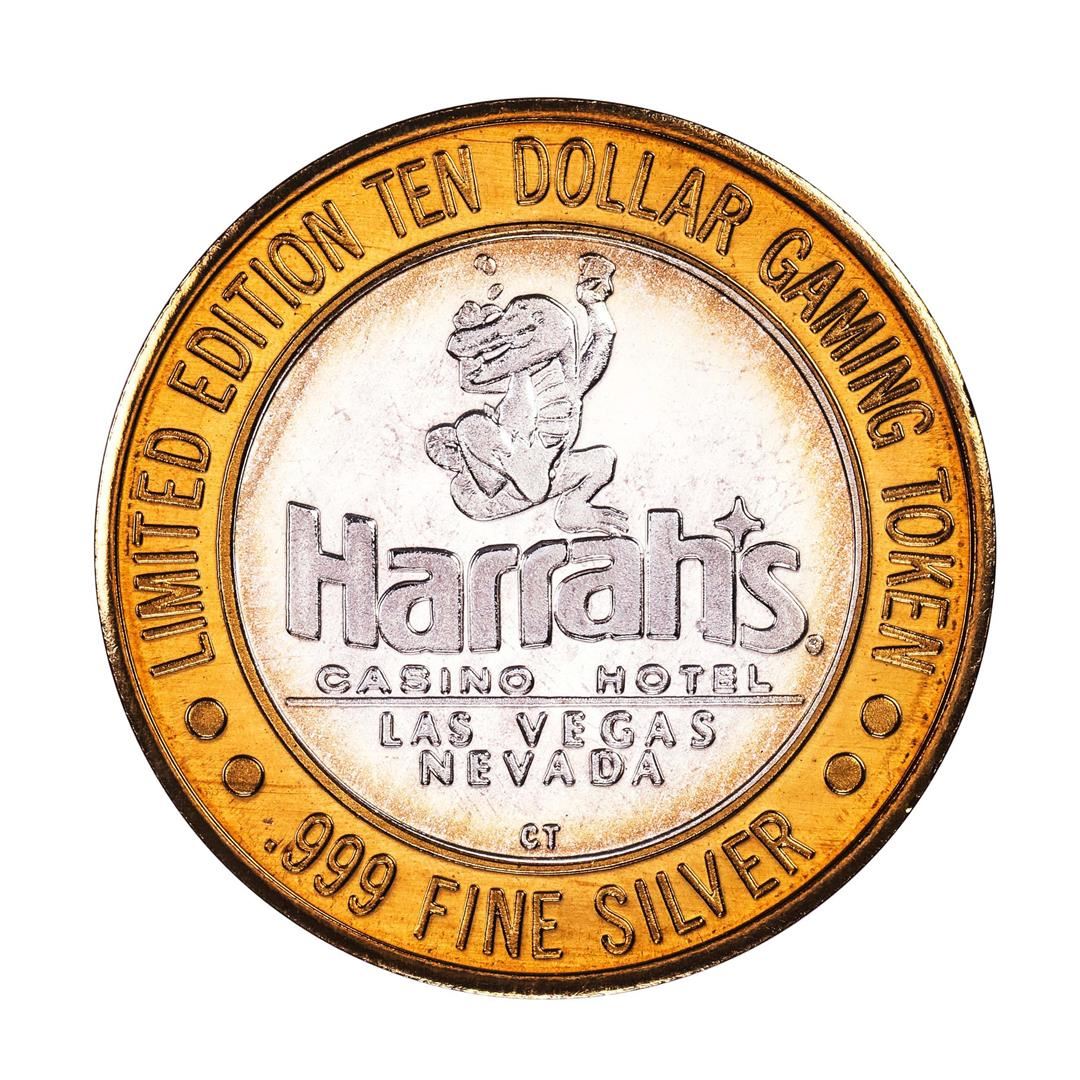 LIMITED EDITION TEN DOLLAR GAMING TOKEN
Harrah's®
CASINO HOTEL
LAS VEGAS
NEVADA
CT
.999 FINE SILVER